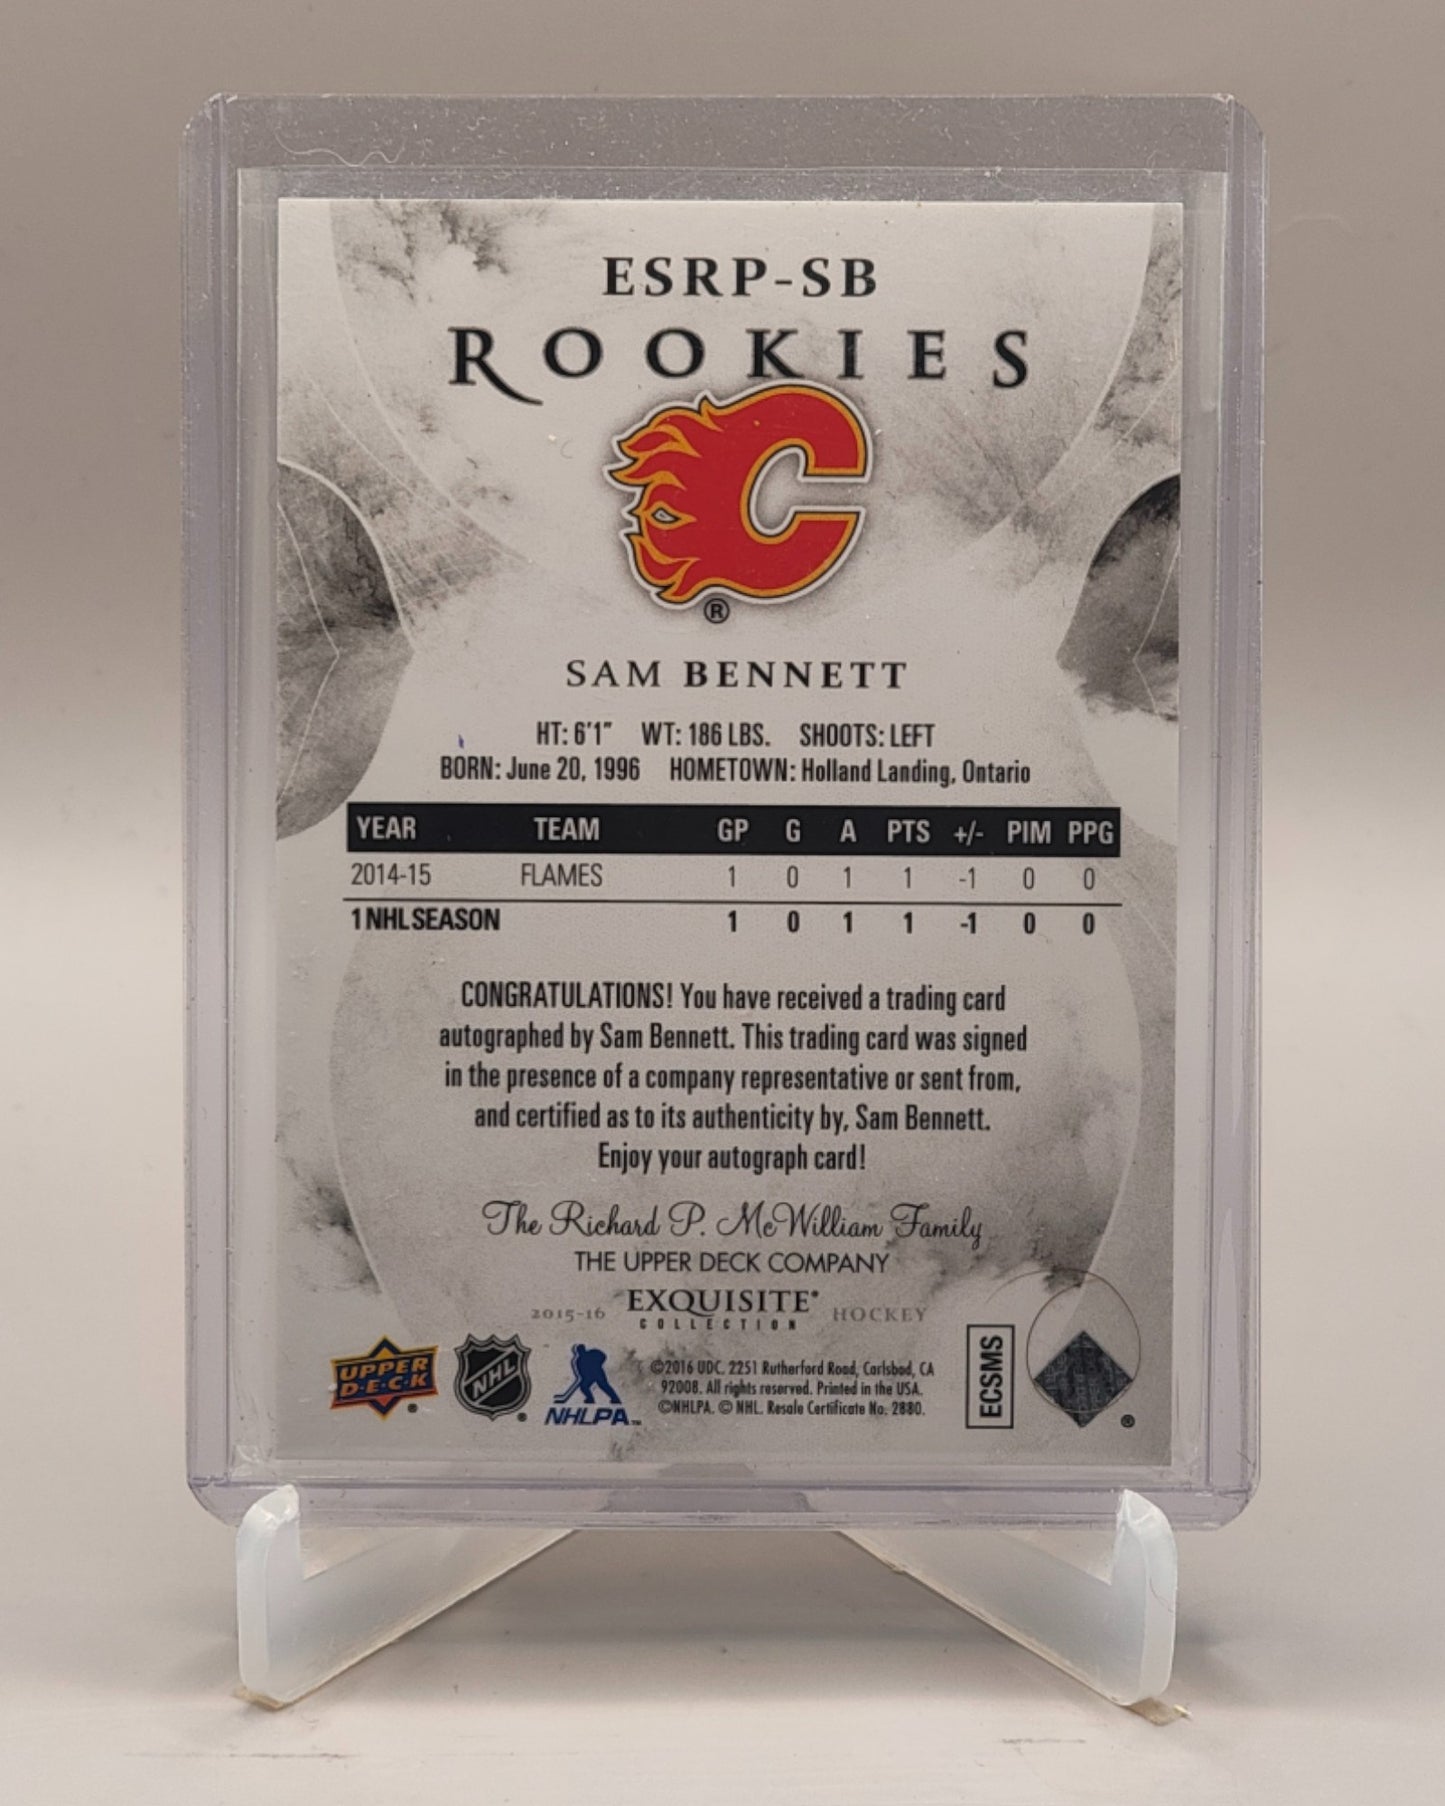 ESRP-SB
ROOKIES
®
SAM BENNETT
HT: 6'1" WT: 186 LBS. SHOOTS: LEFT
BORN: June 20, 1996 HOMETOWN: Holland Landing, Ontario
YEAR TEAM GP G A PTS +/- PIM PPG
2014-15 FLAMES 1 0 1 1 -1 0 0
1 NHL SEASON 1 0 1 1 -1 0 0
CONGRATULATIONS! You have received a trading card
autographed by Sam Bennett. This trading card was signed
in the presence of a company representative or sent from,
and certified as to its authenticity by, Sam Bennett.
Enjoy your autograph card!
The Richard P. McWilliam Family
THE UPPER DECK COMPANY
2015-16 EXQUISITE® HOCKEY
COLLECTION
UPPER
D·E·C·K ®
NHL ®
NHLPA™
©2016 UDC. 2251 Rutherford Road, Carlsbad, CA
92008. All rights reserved. Printed in the USA.
©NHLPA. © NHL. Resale Certificate No. 2880.
ECSMS
®